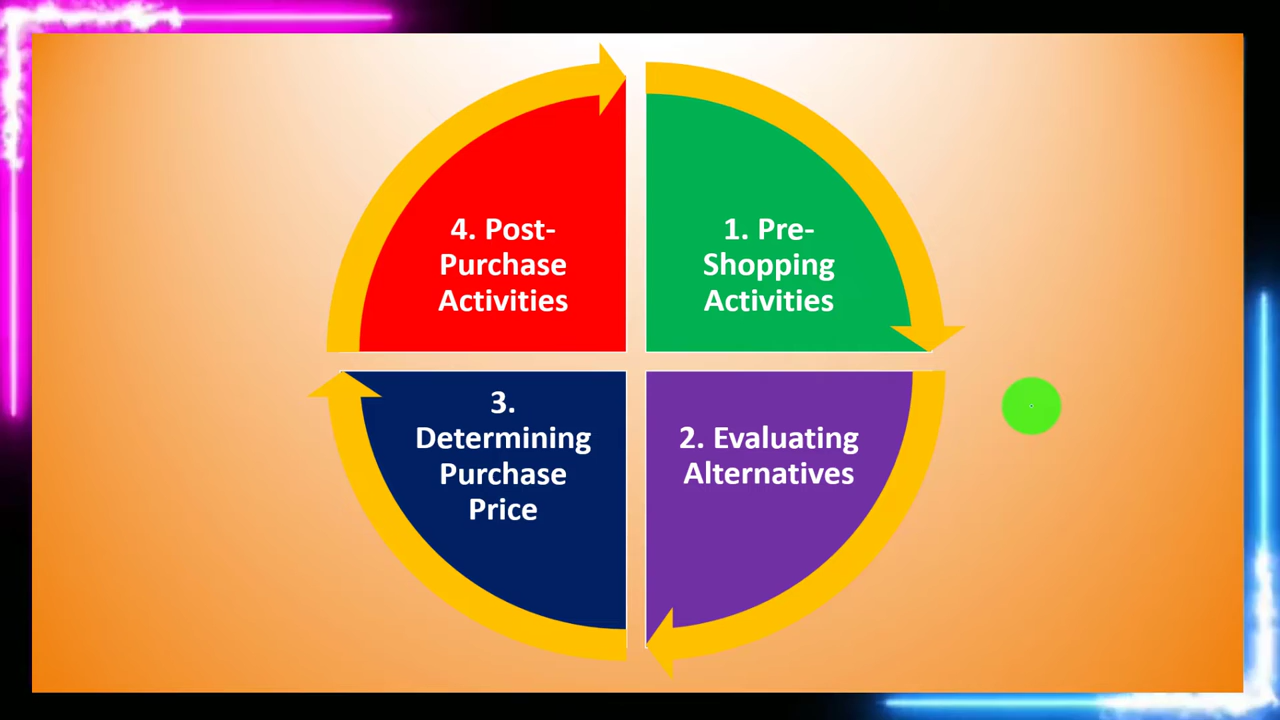 4. Post-
Purchase
Activities
1. Pre-
Shopping
Activities
3.
Determining
Purchase
Price
2. Evaluating
Alternatives